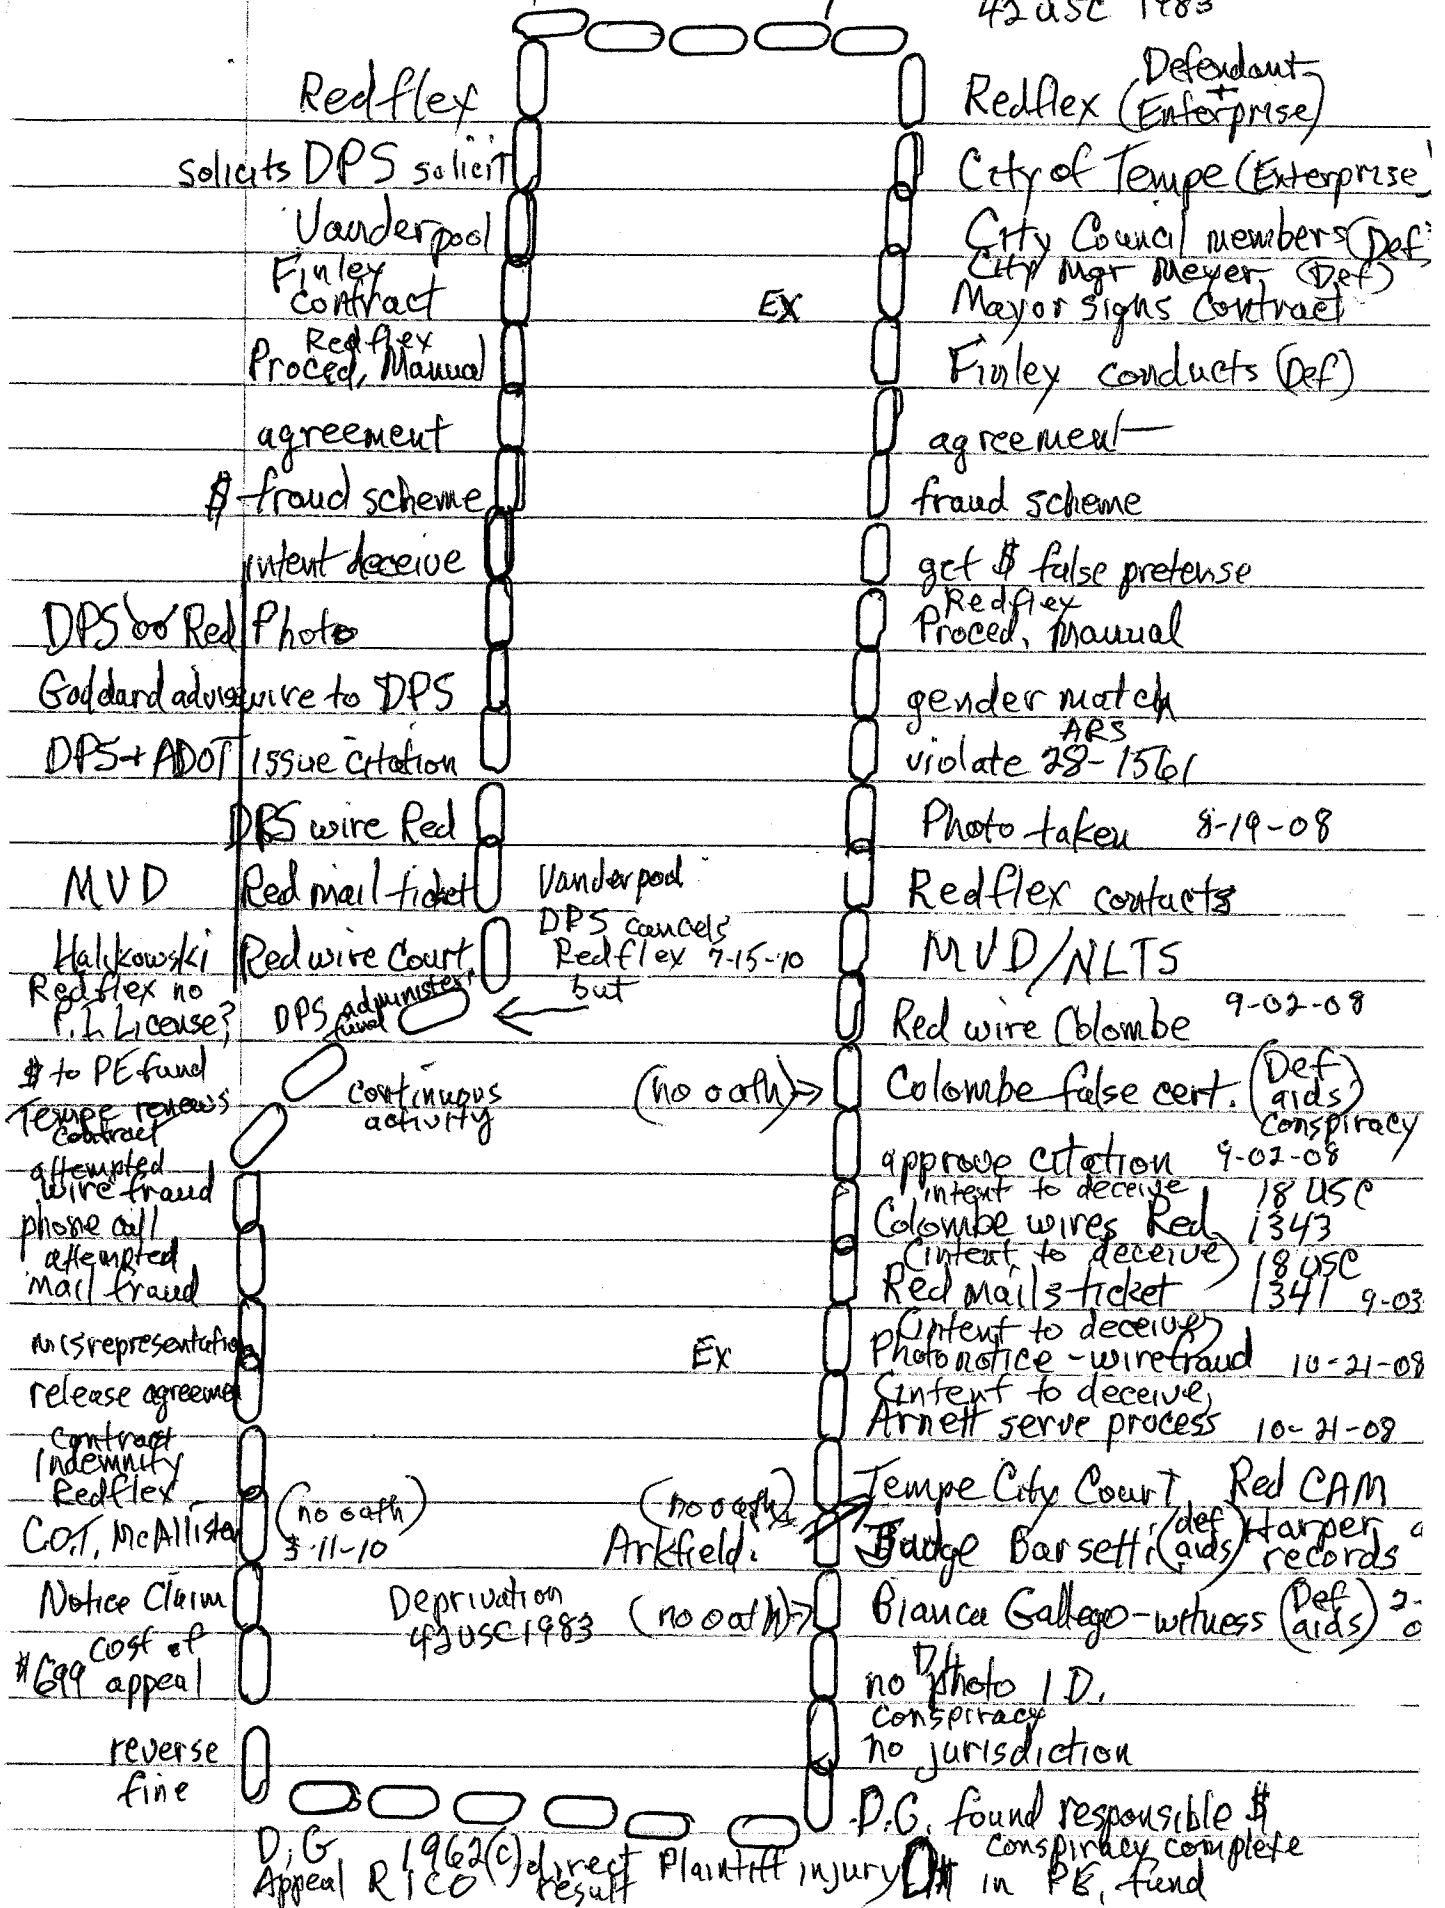 42 USC 1983
Redflex
Defendant
+
Redflex (Enterprise)
solicits DPS solicit
City of Tempe (Exterprise)
Vanderpool
City Council members (Def)
Finley
City Mgr Meyer (Def)
contract
Ex
Mayor signs contract
Redflex
Proced, Manual
Finley conducts (Def)
agreement
agreement
$ fraud scheme
fraud scheme
intent deceive
get $ false pretense
Redflex
DPS or Red Photo
Proced, Manual
Goddard advise wire to DPS
gender match
ARS
DPS + ADOT issue citation
violate 28-1561
DPS wire Red
Photo taken 8-19-08
MVD Red mail ticket
Vanderpool
Redflex contacts
DPS cancels
Halikowski Red wire Court
Redflex 7-15-10
MVD/NLTS
Redflex no
but
P.I. License?
DPS administer
fund
Red wire Colombe 9-02-08
$ to PE fund
continuous
activity
(no oath)
Colombe false cert. (Def
aids)
conspiracy
Tempe renews
contract
approve citation 9-02-08
attempted
wire fraud
intent to deceive 18 USC
phone call
Colombe wires Red 1343
attempted
(intent to deceive) 18 USC
mail fraud
Red mails ticket 1341 9-03
(intent to deceive)
misrepresentation
Ex
Photo notice - wirefraud 10-21-08
release agreemen
(intent to deceive)
Arnett serve process 10-21-08
contract
Indemnity
Redflex
(no oath)
3-11-10
(no oath)
Tempe City Court Red CAM
C.O.T. McAllister
Arkfield.
Judge Barsetti (def
aids) Harper
records
Notice Claim
Deprivation
42 USC 1983
(no oath)
Bianca Gallego - witness (Def
aids) 2-
cost of
$699 appeal
no photo ID.
conspiracy
reverse
no jurisdiction
fine
D.G. found responsible $
conspiracy complete
D.G. 1962(c) direct Plaintiff injury
Appeal RICO result
in PE, fund